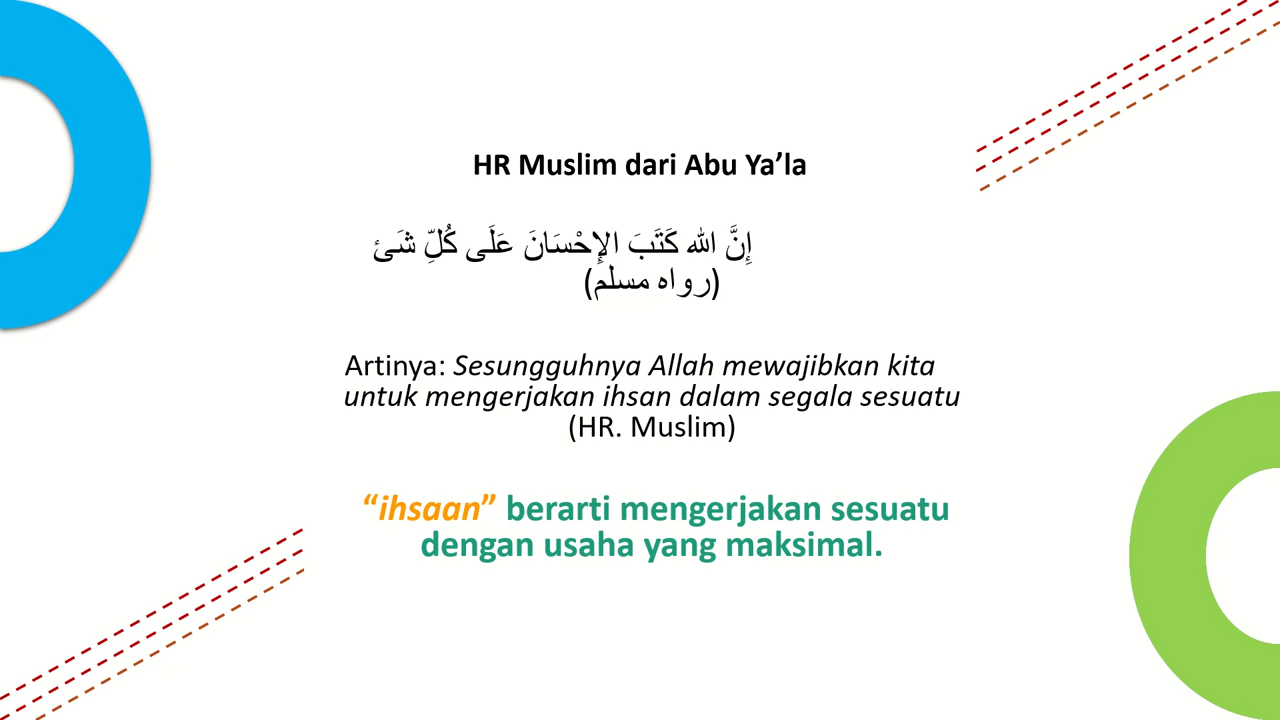 HR Muslim dari Abu Ya’la
إِنَّ الله كَتَبَ الإِحْسَانَ عَلَى كُلِّ شَئ
(رواه مسلم)
Artinya: Sesungguhnya Allah mewajibkan kita
untuk mengerjakan ihsan dalam segala sesuatu
(HR. Muslim)
“ihsaan” berarti mengerjakan sesuatu
dengan usaha yang maksimal.